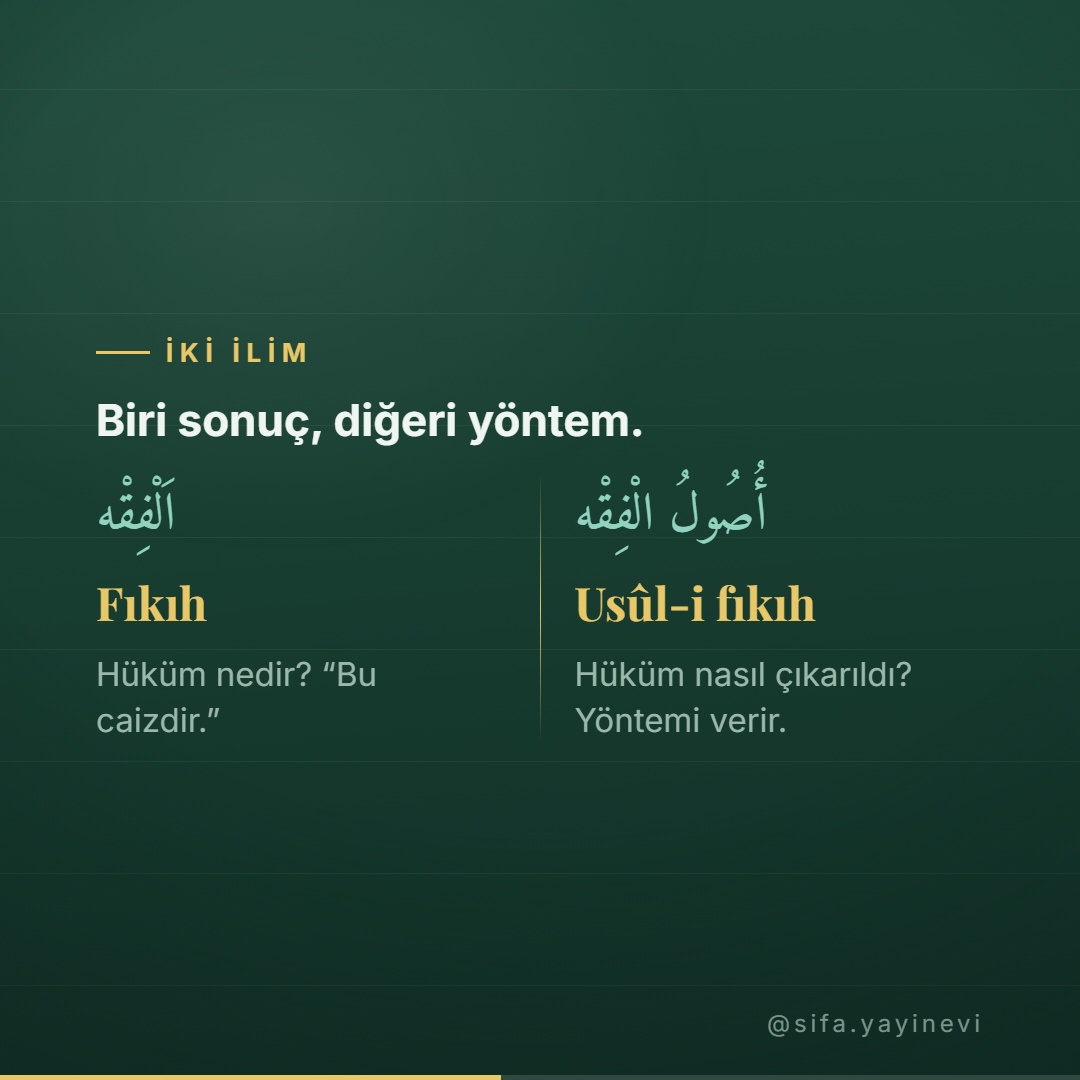 İKİ İLİM
Biri sonuç, diğeri yöntem.
اَلْفِقْه
Fıkıh
Hüküm nedir? “Bu
caizdir.”
أُصُولُ الْفِقْه
Usûl-i fıkıh
Hüküm nasıl çıkarıldı?
Yöntemi verir.
@sifa.yayinevi